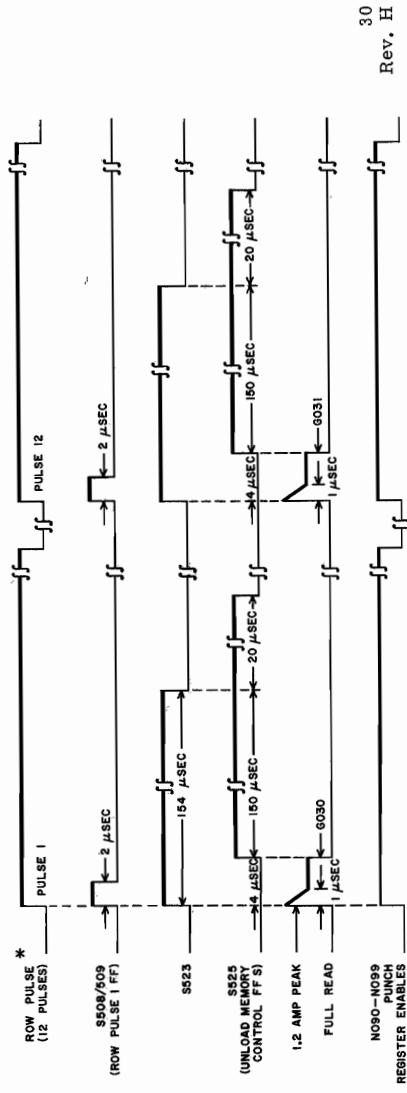 ROW PULSE *
(12 PULSES)
PULSE 1
PULSE 12
S508/509
(ROW PULSE 1 FF)
2 µSEC
2 µSEC
S523
154 µSEC
S525
(UNLOAD MEMORY
CONTROL FF S)
4 µSEC
150 µSEC
20 µSEC
4 µSEC
150 µSEC
20 µSEC
1.2 AMP PEAK
FULL READ
G030
1 µSEC
G031
1 µSEC
N090-N099
PUNCH
REGISTER ENABLES
30
Rev. H